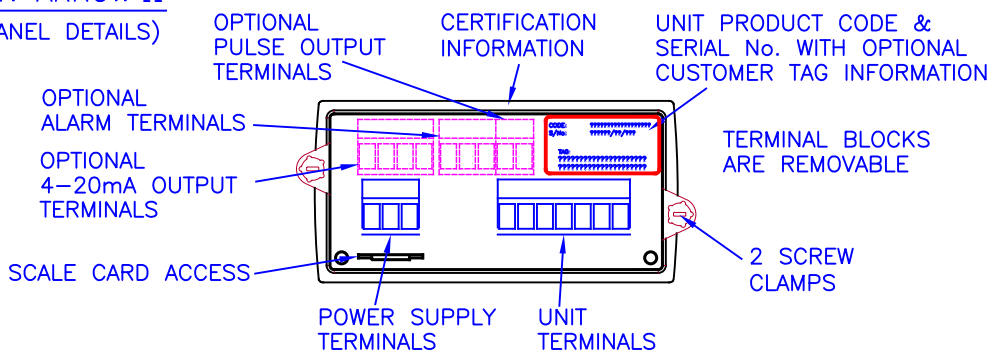 ANEL DETAILS)
OPTIONAL
PULSE OUTPUT
TERMINALS
CERTIFICATION
INFORMATION
UNIT PRODUCT CODE &
SERIAL No. WITH OPTIONAL
CUSTOMER TAG INFORMATION
OPTIONAL
ALARM TERMINALS
OPTIONAL
4-20mA OUTPUT
TERMINALS
CODE: ??????????????????
S/No: ??????/??/???
TAG:
TERMINAL BLOCKS
ARE REMOVABLE
SCALE CARD ACCESS
POWER SUPPLY
TERMINALS
UNIT
TERMINALS
2 SCREW
CLAMPS